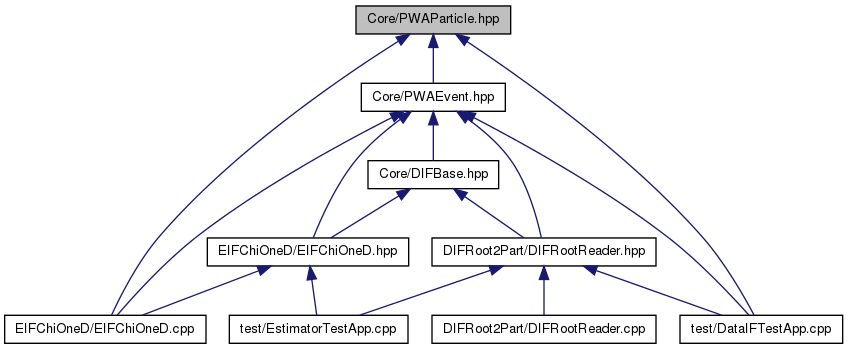 Core/PWAParticle.hpp
Core/PWAEvent.hpp
Core/DIFBase.hpp
EIFChiOneD/EIFChiOneD.hpp
DIFRoot2Part/DIFRootReader.hpp
EIFChiOneD/EIFChiOneD.cpp
test/EstimatorTestApp.cpp
DIFRoot2Part/DIFRootReader.cpp
test/DataIFTestApp.cpp